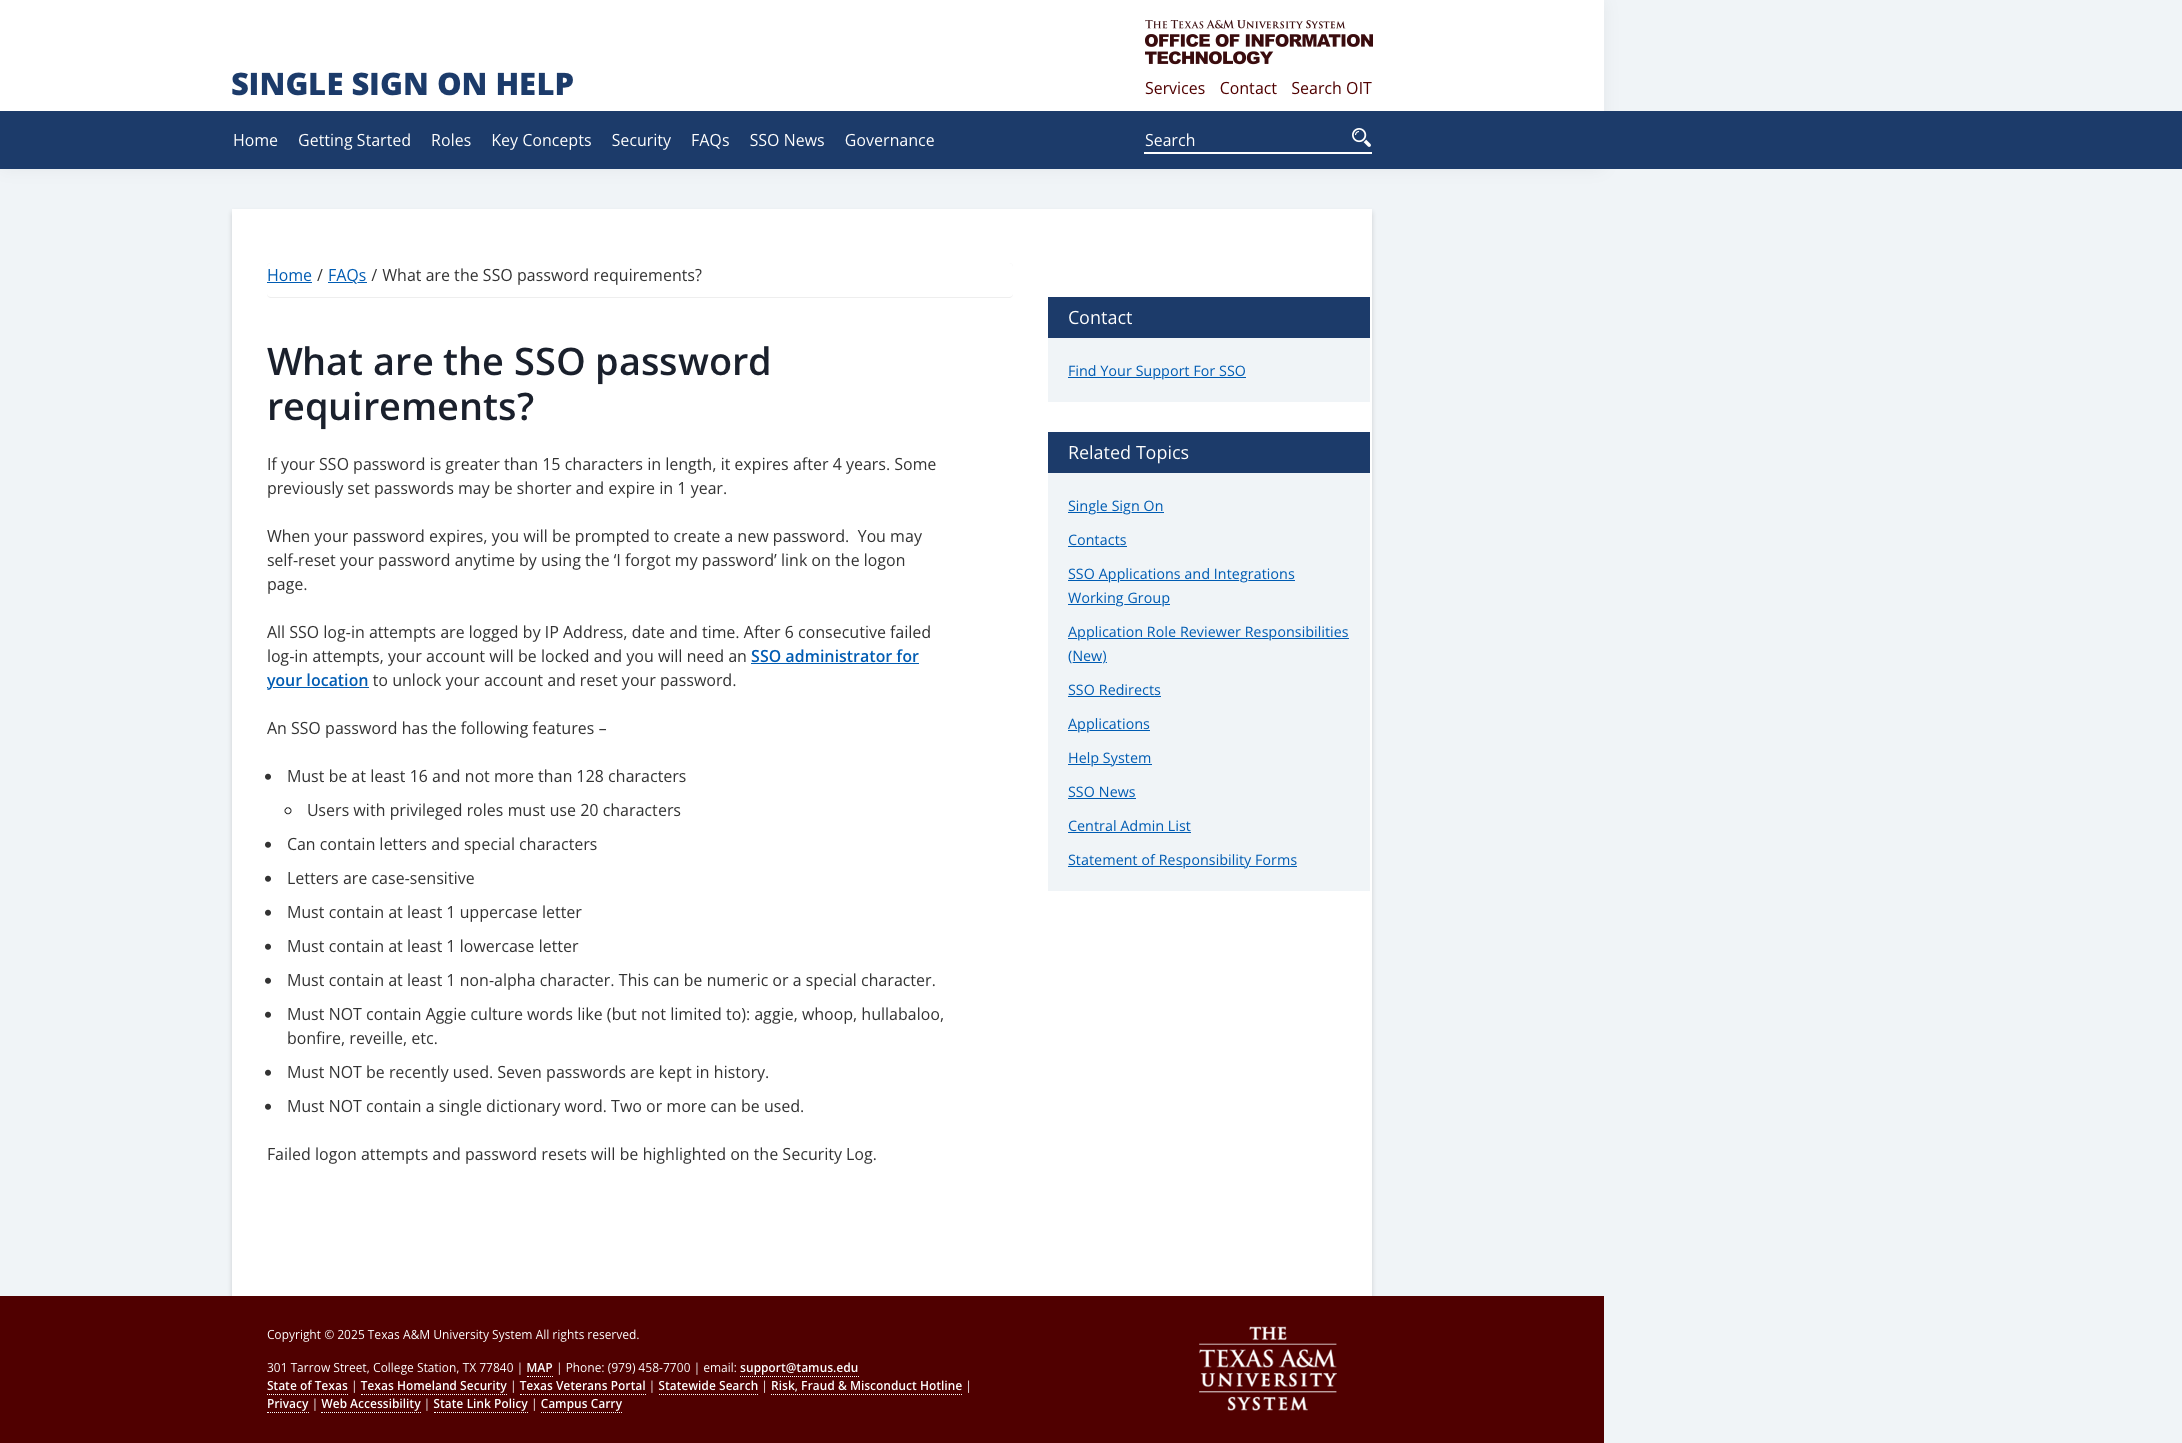 THE TEXAS A&M UNIVERSITY SYSTEM
OFFICE OF INFORMATION
TECHNOLOGY
SINGLE SIGN ON HELP
Services Contact Search OIT
Home Getting Started Roles Key Concepts Security FAQs SSO News Governance Search
Home / FAQs / What are the SSO password requirements?
What are the SSO password
requirements?
If your SSO password is greater than 15 characters in length, it expires after 4 years. Some
previously set passwords may be shorter and expire in 1 year.
When your password expires, you will be prompted to create a new password.  You may
self-reset your password anytime by using the ‘I forgot my password’ link on the logon
page.
All SSO log-in attempts are logged by IP Address, date and time. After 6 consecutive failed
log-in attempts, your account will be locked and you will need an SSO administrator for
your location to unlock your account and reset your password.
An SSO password has the following features –
Must be at least 16 and not more than 128 characters
Users with privileged roles must use 20 characters
Can contain letters and special characters
Letters are case-sensitive
Must contain at least 1 uppercase letter
Must contain at least 1 lowercase letter
Must contain at least 1 non-alpha character. This can be numeric or a special character.
Must NOT contain Aggie culture words like (but not limited to): aggie, whoop, hullabaloo,
bonfire, reveille, etc.
Must NOT be recently used. Seven passwords are kept in history.
Must NOT contain a single dictionary word. Two or more can be used.
Failed logon attempts and password resets will be highlighted on the Security Log.
Contact
Find Your Support For SSO
Related Topics
Single Sign On
Contacts
SSO Applications and Integrations
Working Group
Application Role Reviewer Responsibilities
(New)
SSO Redirects
Applications
Help System
SSO News
Central Admin List
Statement of Responsibility Forms
Copyright © 2025 Texas A&M University System All rights reserved.
301 Tarrow Street, College Station, TX 77840 | MAP | Phone: (979) 458-7700 | email: support@tamus.edu
State of Texas | Texas Homeland Security | Texas Veterans Portal | Statewide Search | Risk, Fraud & Misconduct Hotline |
Privacy | Web Accessibility | State Link Policy | Campus Carry
THE
TEXAS A&M
UNIVERSITY
SYSTEM